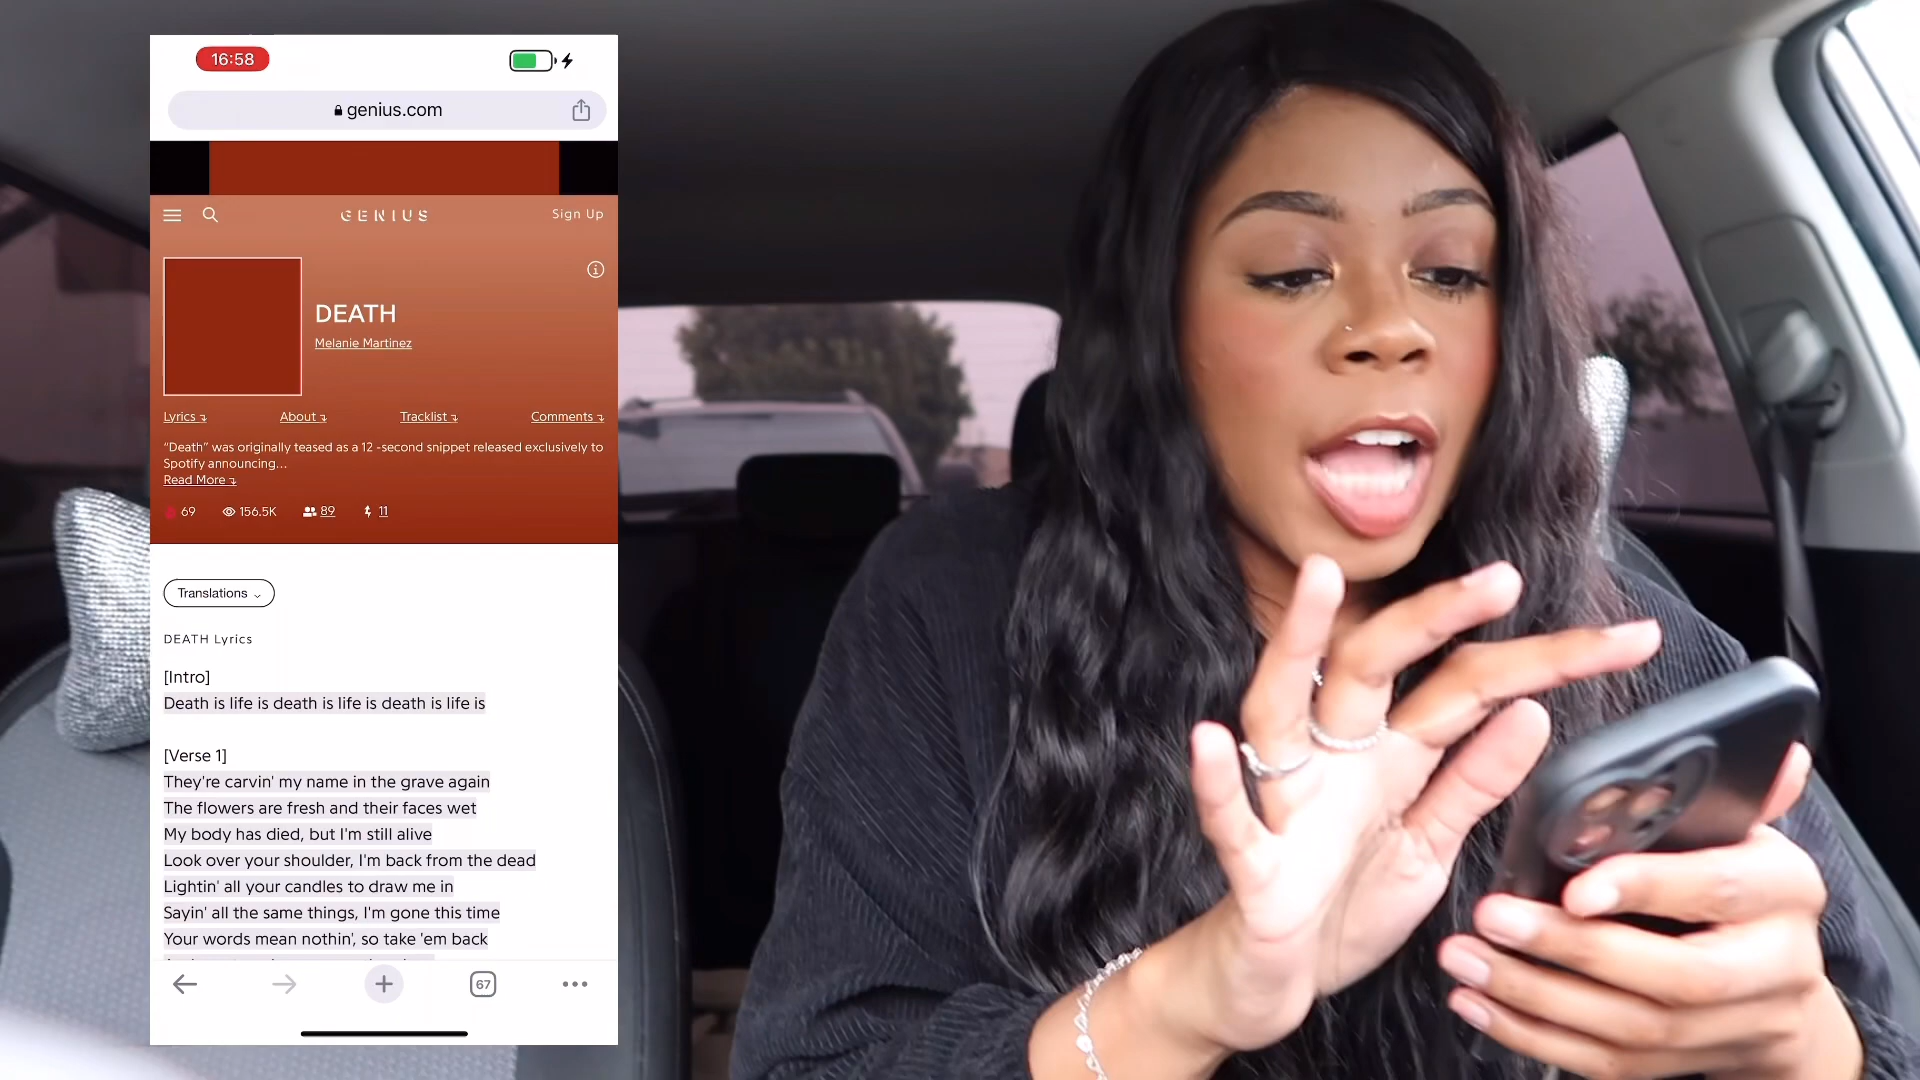 16:58
genius.com
GENIUS
Sign Up
DEATH
Melanie Martinez
Lyrics
About
Tracklist
Comments
“Death” was originally teased as a 12 -second snippet released exclusively to
Spotify announcing...
Read More
69
156.5K
89
11
Translations
DEATH Lyrics
[Intro]
Death is life is death is life is death is life is
[Verse 1]
They're carvin' my name in the grave again
The flowers are fresh and their faces wet
My body has died, but I'm still alive
Look over your shoulder, I'm back from the dead
Lightin' all your candles to draw me in
Sayin' all the same things, I'm gone this time
Your words mean nothin', so take 'em back
67